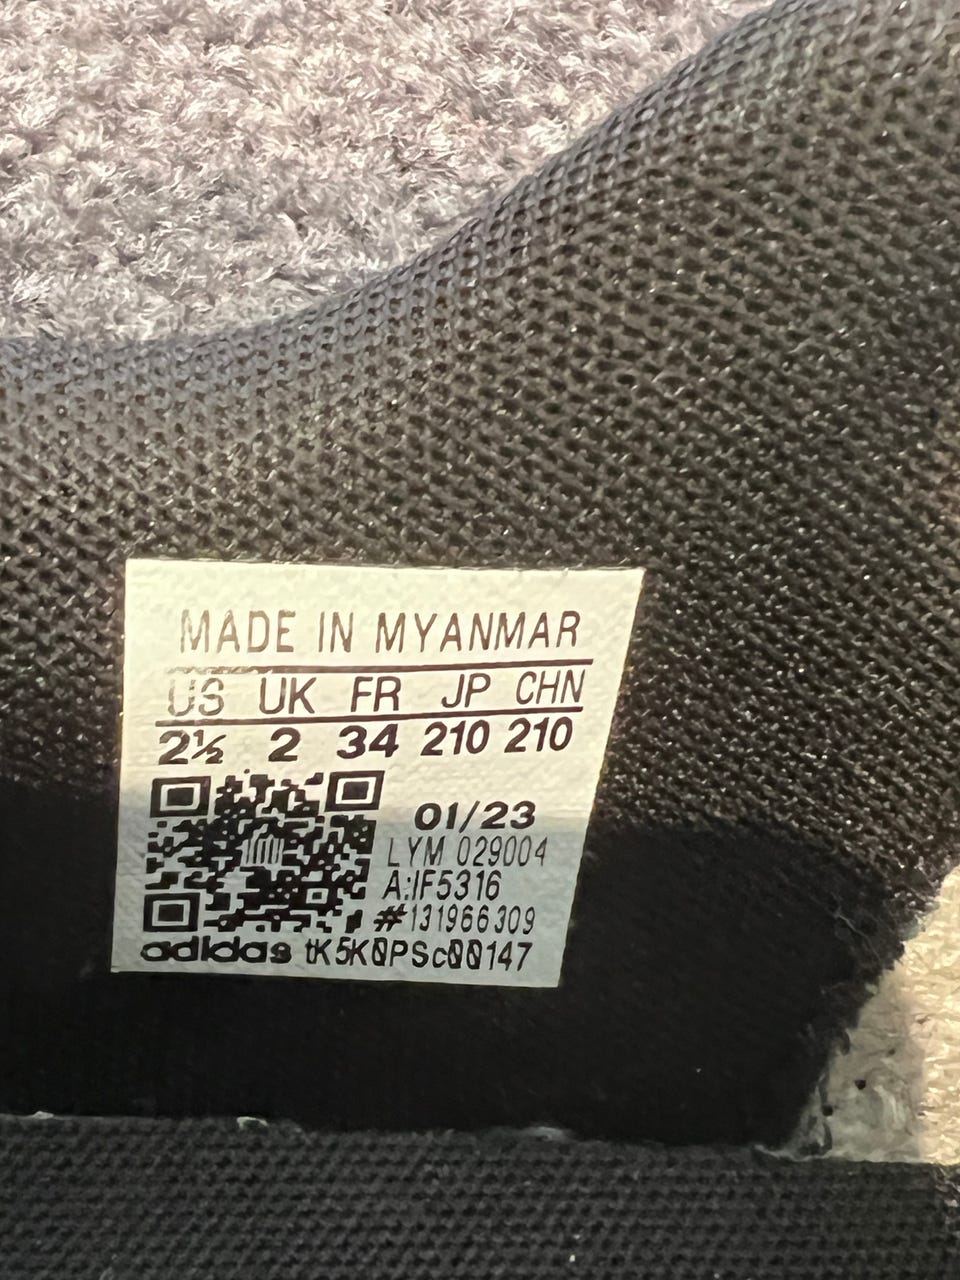 MADE IN MYANMAR
US UK FR JP CHN
2½ 2 34 210 210
01/23
LYM 029004
A:IF5316
#131966309
adidas tK5K0PSc00147